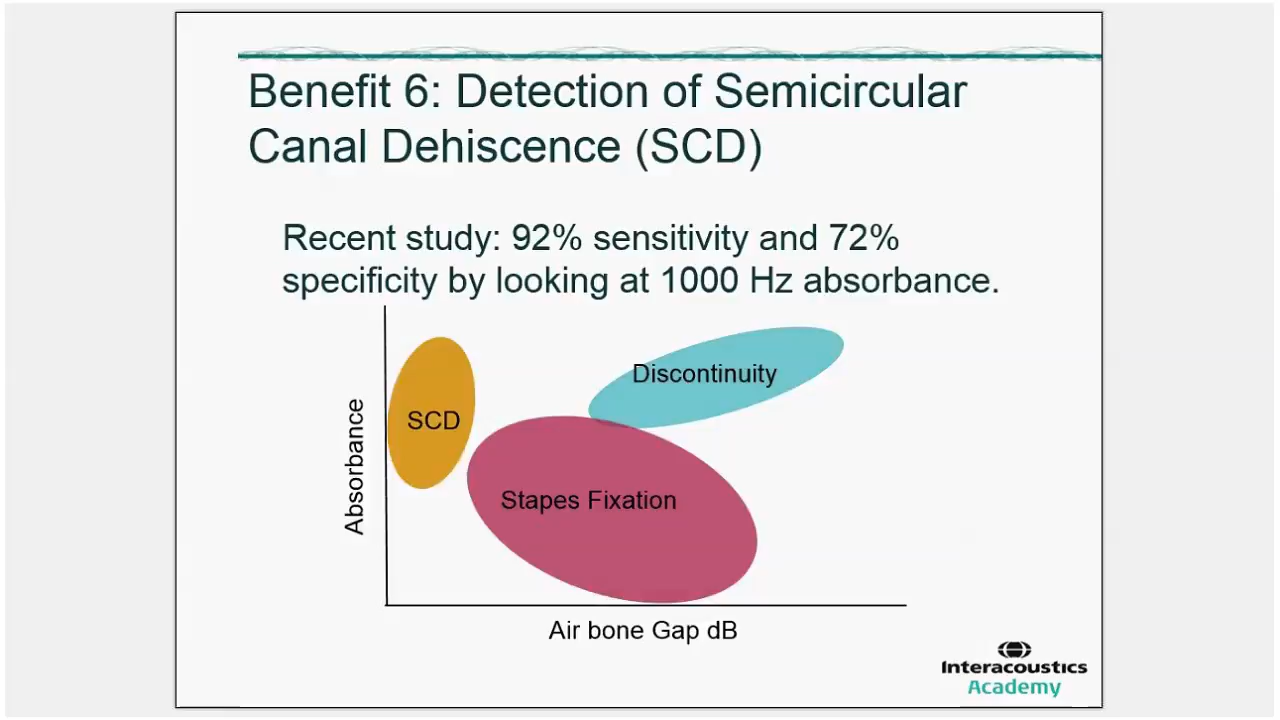 Benefit 6: Detection of Semicircular
Canal Dehiscence (SCD)
Recent study: 92% sensitivity and 72%
specificity by looking at 1000 Hz absorbance.
Discontinuity
SCD
Absorbance
Stapes Fixation
Air bone Gap dB
Interacoustics
Academy